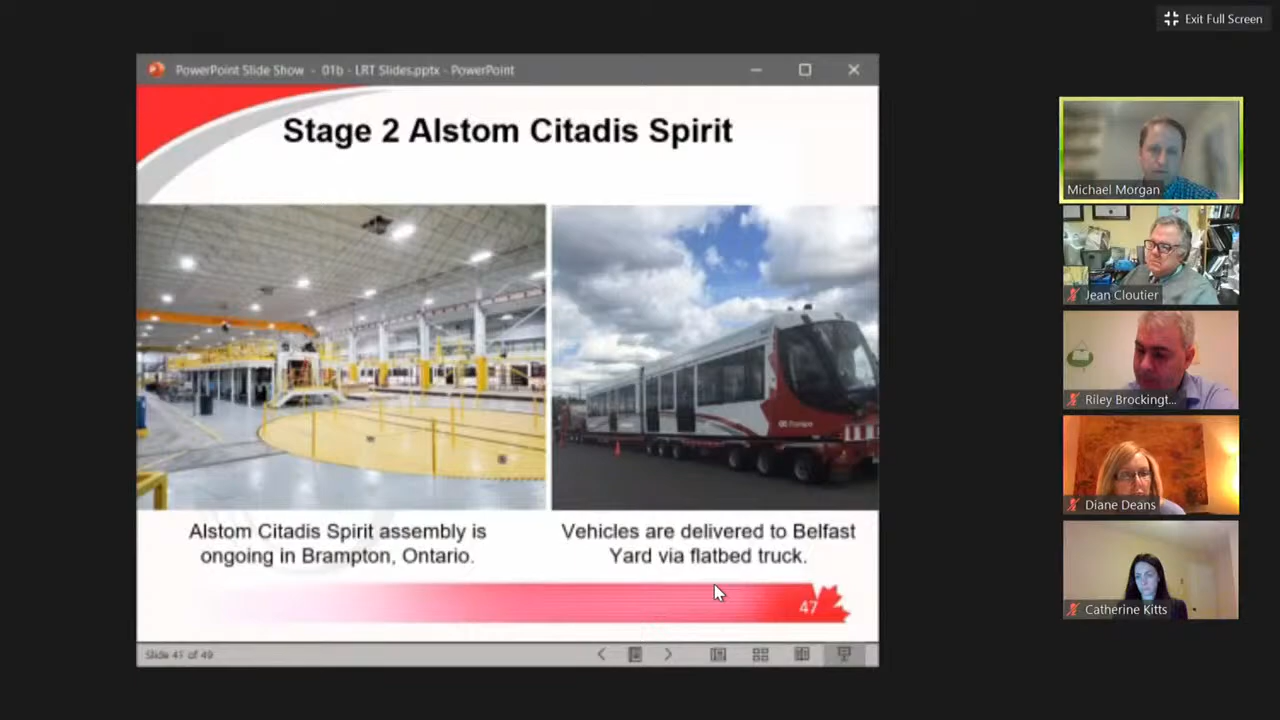 Exit Full Screen
PowerPoint Slide Show - 01b - LRT Slides.pptx - PowerPoint
Stage 2 Alstom Citadis Spirit
Alstom Citadis Spirit assembly is
ongoing in Brampton, Ontario.
Vehicles are delivered to Belfast
Yard via flatbed truck.
47
Slide 47 of 49
Michael Morgan
Jean Cloutier
Riley Brockingt...
Diane Deans
Catherine Kitts